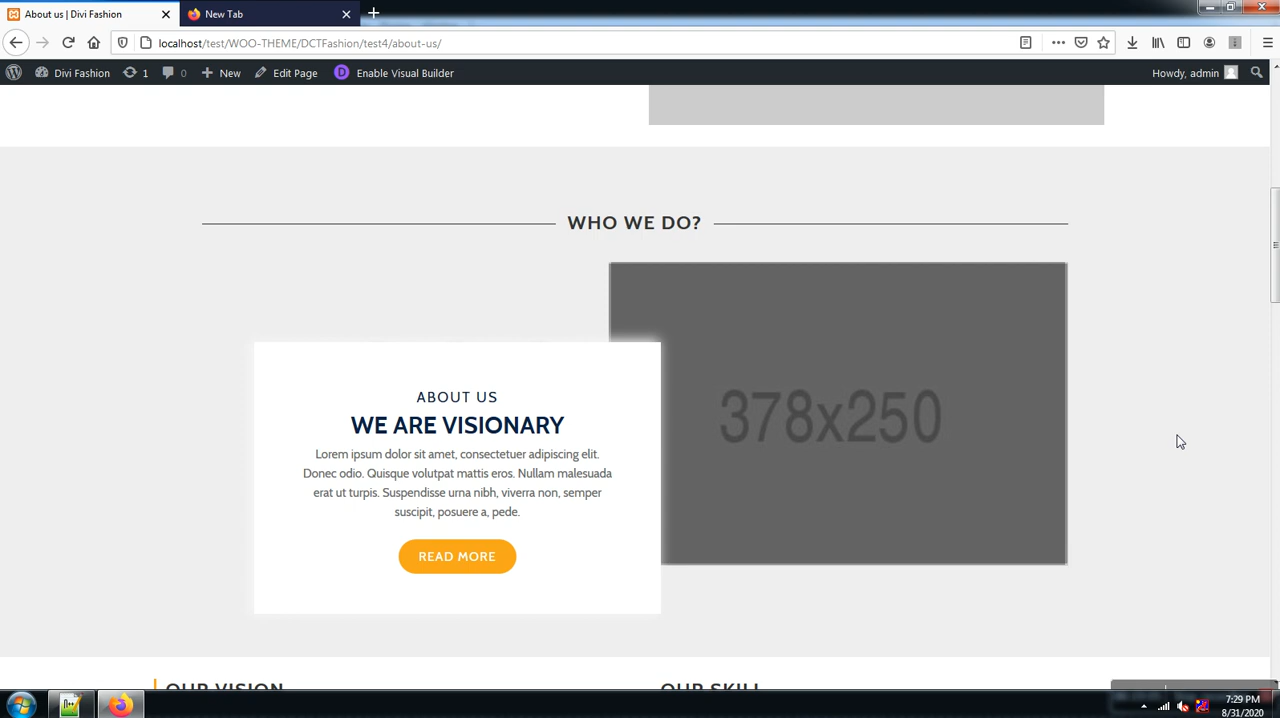 About us | Divi Fashion
New Tab
localhost/test/WOO-THEME/DCTFashion/test4/about-us/
Divi Fashion
1
0
New
Edit Page
D
Enable Visual Builder
Howdy, admin
WHO WE DO?
378x250
ABOUT US
WE ARE VISIONARY
Lorem ipsum dolor sit amet, consectetuer adipiscing elit.
Donec odio. Quisque volutpat mattis eros. Nullam malesuada
erat ut turpis. Suspendisse urna nibh, viverra non, semper
suscipit, posuere a, pede.
READ MORE
OUR VISION
OUR SKILL
7:29 PM
8/31/2020